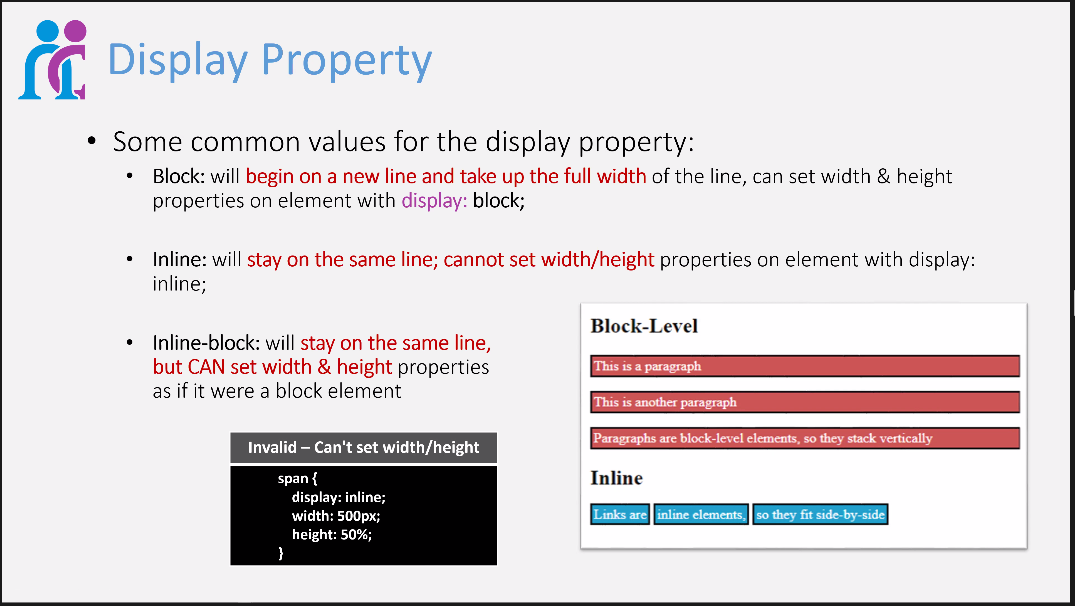 Display Property
• Some common values for the display property:
• Block: will begin on a new line and take up the full width of the line, can set width & height
properties on element with display: block;
• Inline: will stay on the same line; cannot set width/height properties on element with display:
inline;
• Inline-block: will stay on the same line,
but CAN set width & height properties
as if it were a block element
Invalid – Can't set width/height
span {
display: inline;
width: 500px;
height: 50%;
}
Block-Level
This is a paragraph
This is another paragraph
Paragraphs are block-level elements, so they stack vertically
Inline
Links are inline elements, so they fit side-by-side